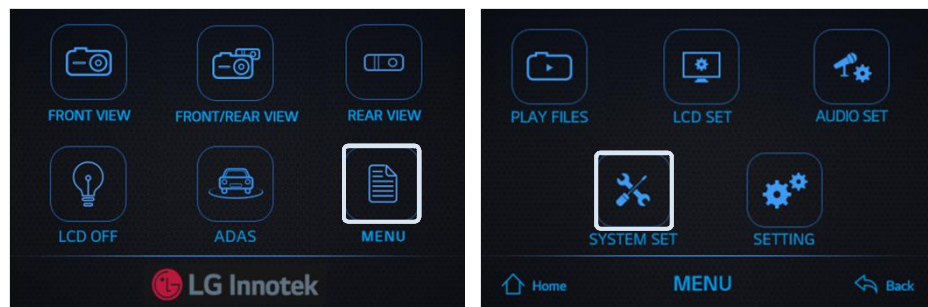 FRONT VIEW
FRONT/REAR VIEW
REAR VIEW
LCD OFF
ADAS
MENU
LG Innotek
PLAY FILES
LCD SET
AUDIO SET
SYSTEM SET
SETTING
Home
MENU
Back